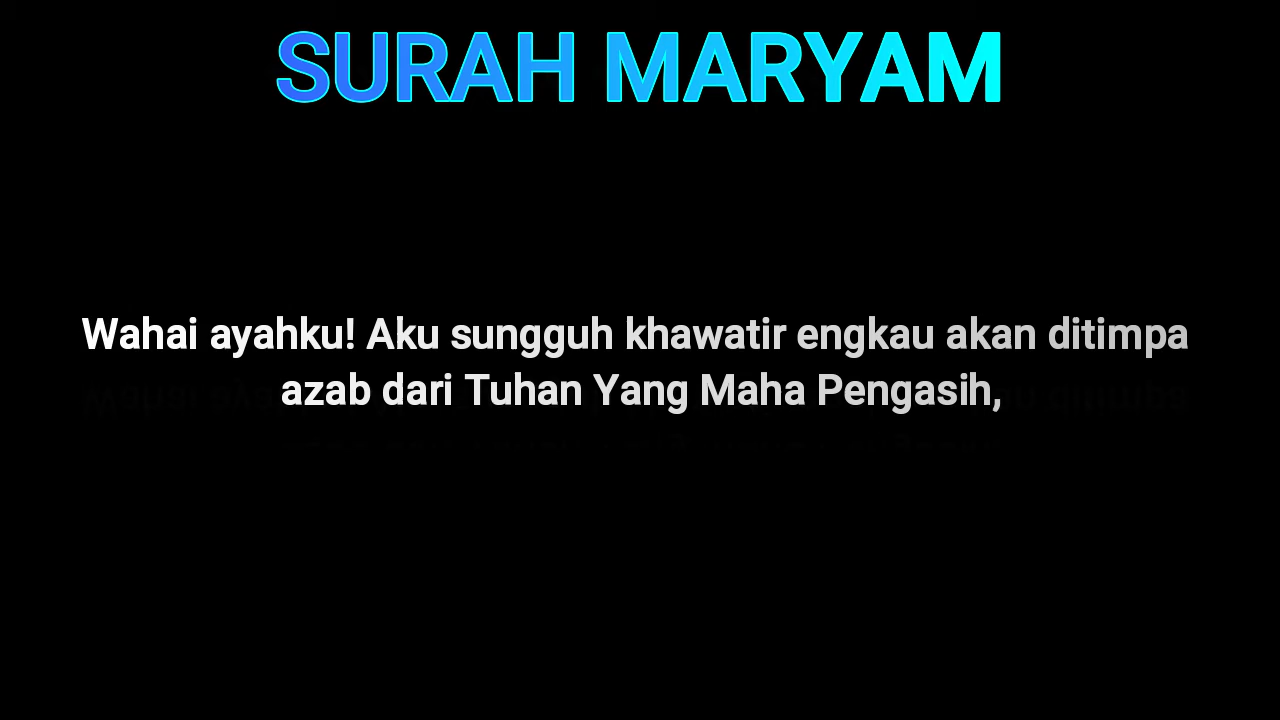 SURAH MARYAM
Wahai ayahku! Aku sungguh khawatir engkau akan ditimpa
azab dari Tuhan Yang Maha Pengasih,